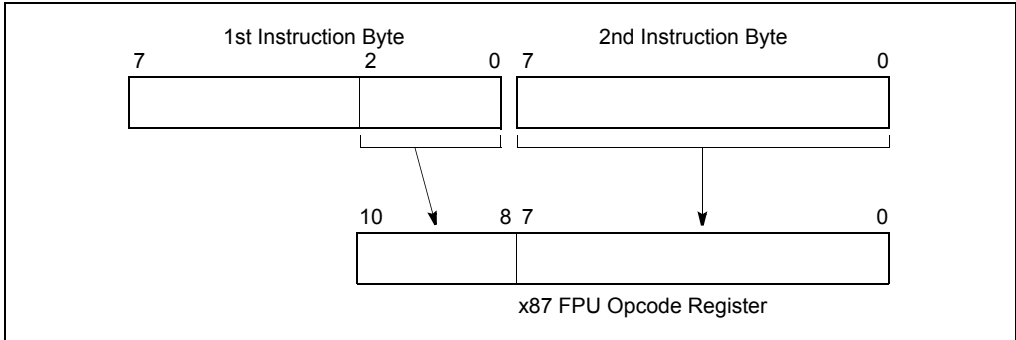 1st Instruction Byte 2nd Instruction Byte
7 2 0 7 0
10 8 7 0
x87 FPU Opcode Register